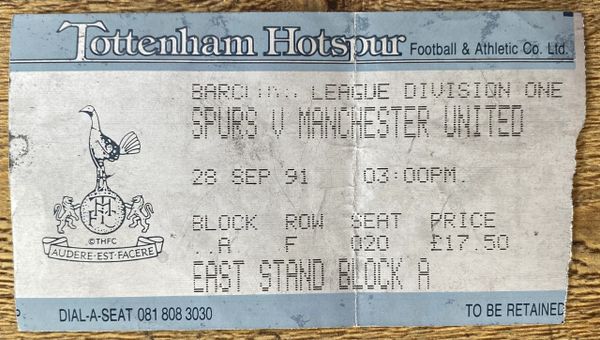 Tottenham Hotspur Football & Athletic Co. Ltd.
LEAGUE DIVISION ONE
SPURS V MANCHESTER UNITED
28 SEP 91 03:00PM.
BLOCK ROW SEAT PRICE
..A F 020 £17.50
EAST STAND BLOCK A
THFC
©THFC
AUDERE·EST·FACERE
DIAL-A-SEAT 081 808 3030 TO BE RETAINED